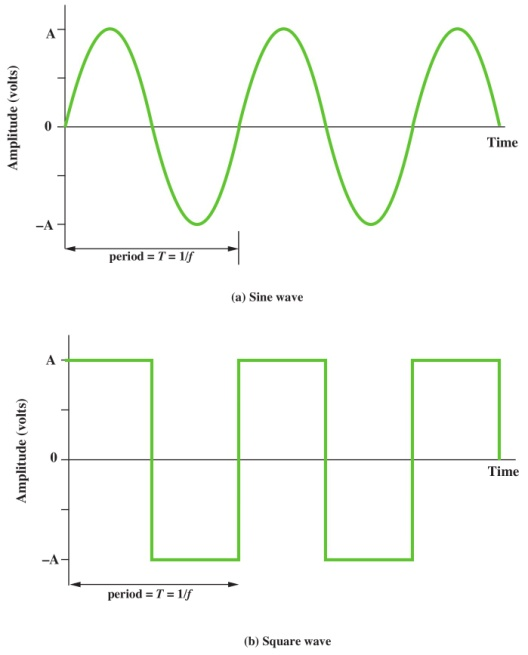 A
Amplitude (volts)
0
Time
–A
period = T = 1/f
(a) Sine wave
A
Amplitude (volts)
0
Time
–A
period = T = 1/f
(b) Square wave